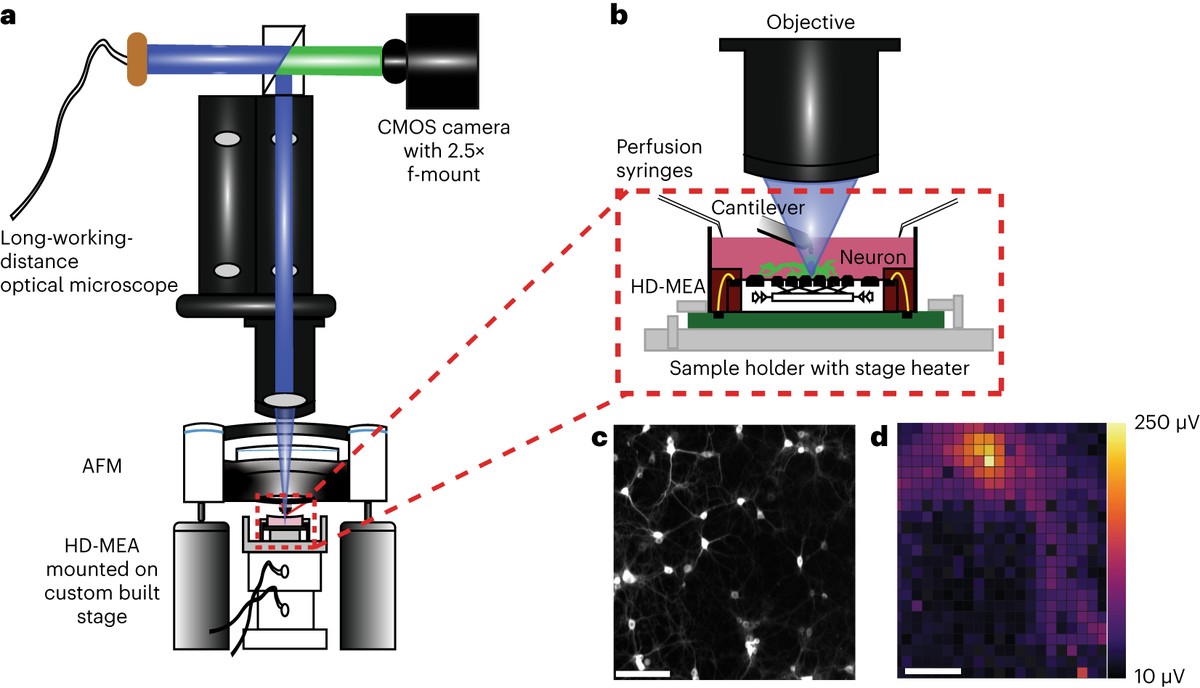 a
CMOS camera
with 2.5×
f-mount
Long-working-
distance
optical microscope
AFM
HD-MEA
mounted on
custom built
stage
b
Objective
Perfusion
syringes
Cantilever
Neuron
HD-MEA
Sample holder with stage heater
c
d
250 µV
10 µV